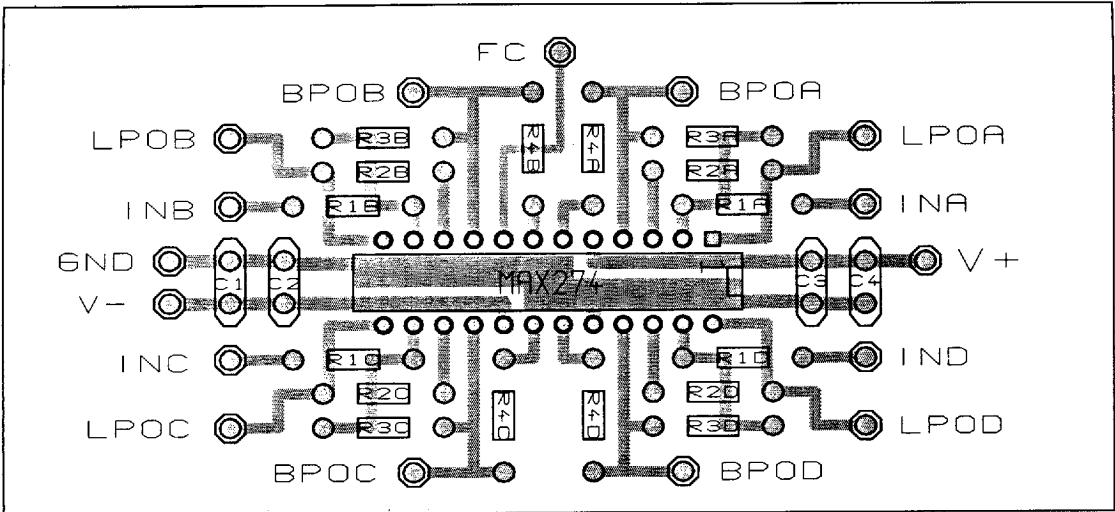 FC
BPOB BPOA
LPOB R3B R4B R4A R3A LPOA
R2B R2A
INB R1B R1A INA
GND C1 C2 MAX274 1 C3 C4 V+
V-
INC R1C R1D IND
R2C R4C R4D R2D
LPOC R3C R3D LPOD
BPOC BPOD